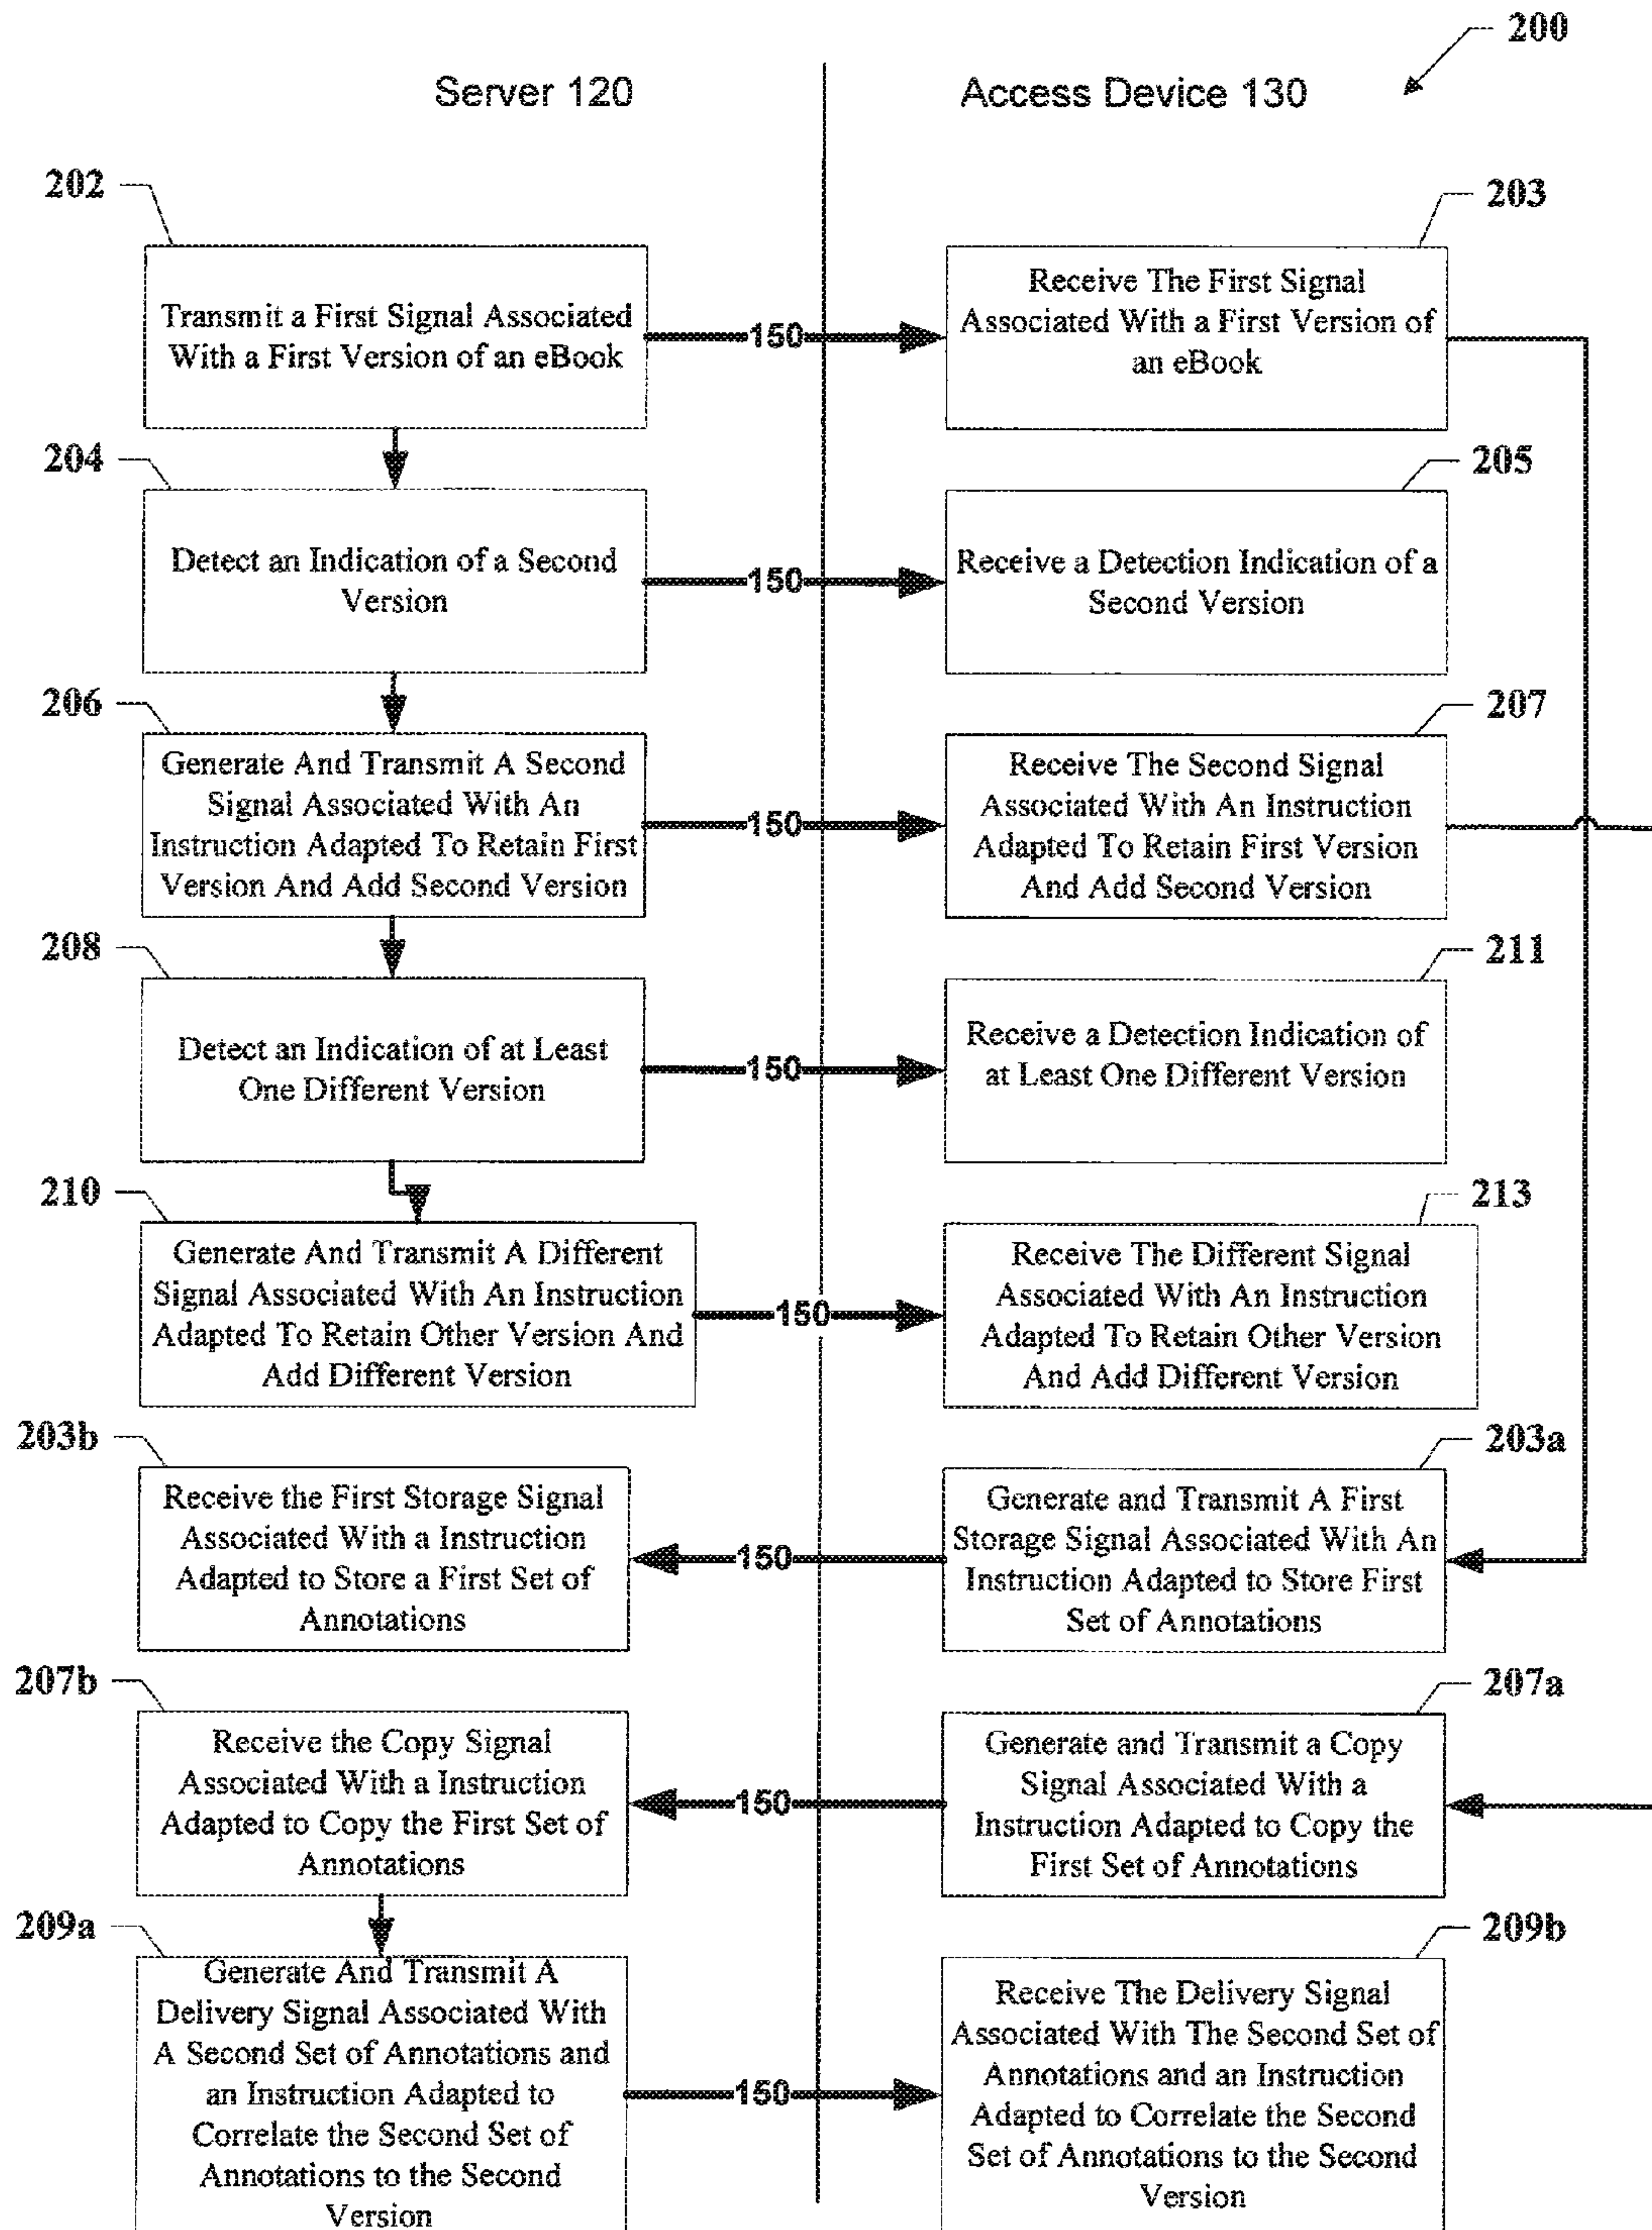 200
Server 120
Access Device 130
202
203
Transmit a First Signal Associated
With a First Version of an eBook
150
Receive The First Signal
Associated With a First Version of
an eBook
204
205
Detect an Indication of a Second
Version
150
Receive a Detection Indication of a
Second Version
206
207
Generate And Transmit A Second
Signal Associated With An
Instruction Adapted To Retain First
Version And Add Second Version
150
Receive The Second Signal
Associated With An Instruction
Adapted To Retain First Version
And Add Second Version
208
211
Detect an Indication of at Least
One Different Version
150
Receive a Detection Indication of
at Least One Different Version
210
213
Generate And Transmit A Different
Signal Associated With An Instruction
Adapted To Retain Other Version And
Add Different Version
150
Receive The Different Signal
Associated With An Instruction
Adapted To Retain Other Version
And Add Different Version
203b
203a
Receive the First Storage Signal
Associated With a Instruction
Adapted to Store a First Set of
Annotations
150
Generate and Transmit A First
Storage Signal Associated With An
Instruction Adapted to Store First
Set of Annotations
207b
207a
Receive the Copy Signal
Associated With a Instruction
Adapted to Copy the First Set of
Annotations
150
Generate and Transmit a Copy
Signal Associated With a
Instruction Adapted to Copy the
First Set of Annotations
209a
209b
Generate And Transmit A
Delivery Signal Associated With
A Second Set of Annotations and
an Instruction Adapted to
Correlate the Second Set of
Annotations to the Second
Version
150
Receive The Delivery Signal
Associated With The Second Set of
Annotations and an Instruction
Adapted to Correlate the Second
Set of Annotations to the Second
Version